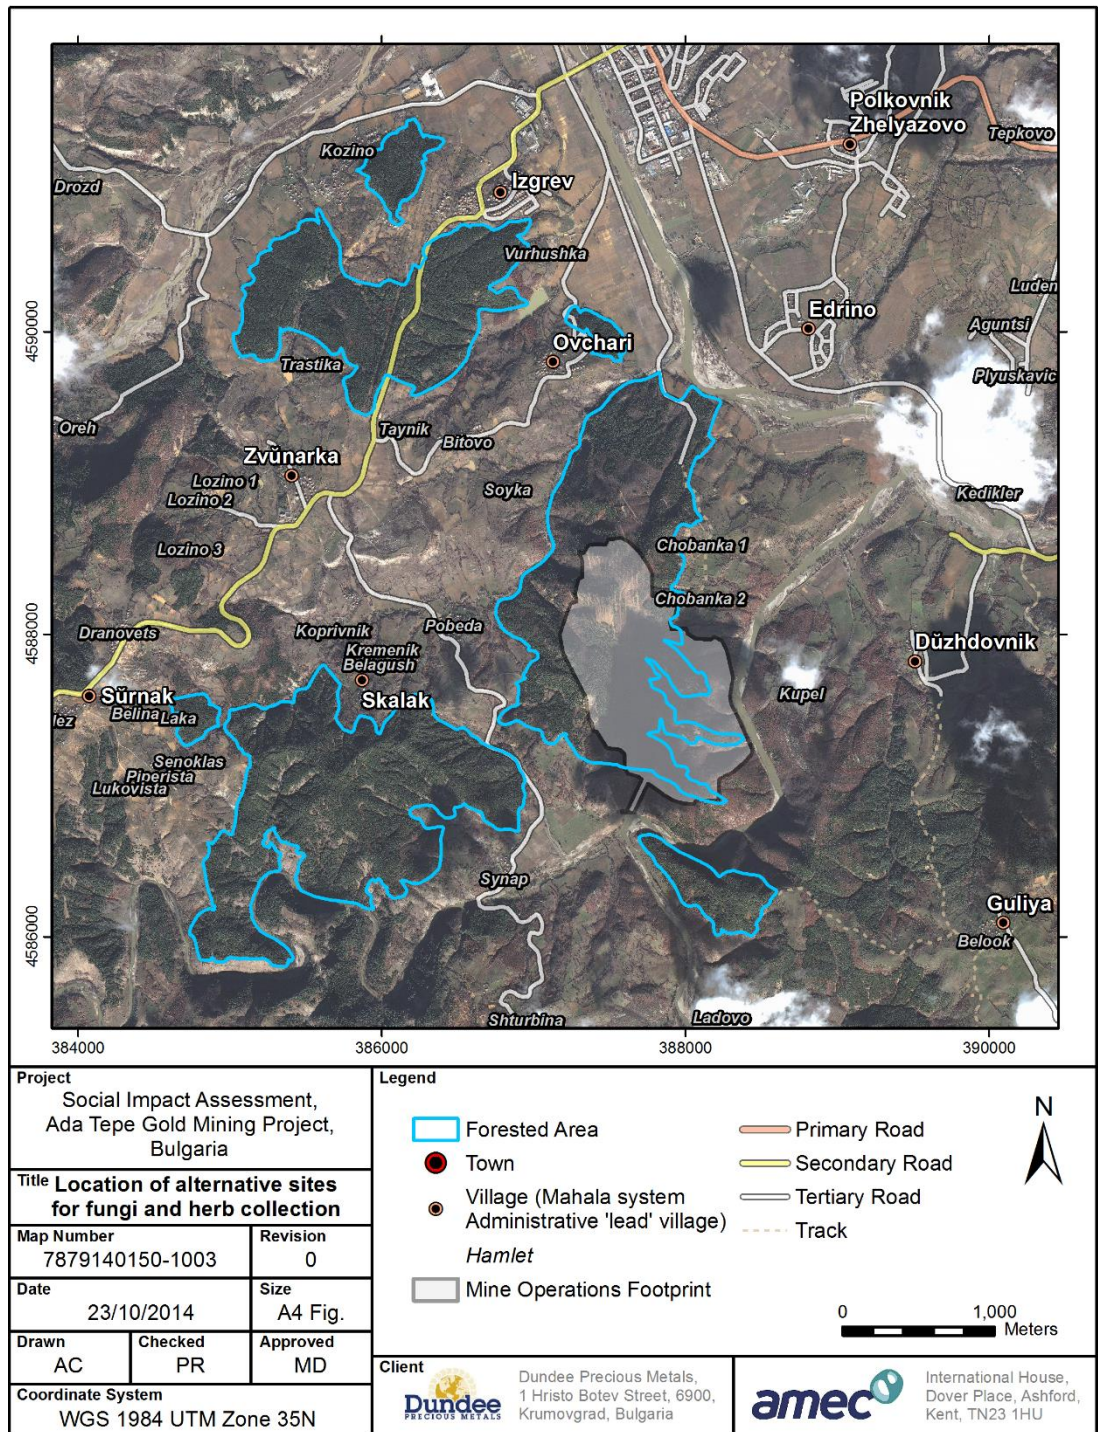 Polkovnik
Zhelyazovo
Tepkovo
Kozino
Drozd
Izgrev
Vurhushka
Luden
Edrino
Aguntsi
Ovchari
Trastika
Plyuskavic
Oreh
Taynik
Bitovo
Zvŭnarka
Lozino 1
Lozino 2
Soyka
Kedikler
Lozino 3
Chobanka 1
Chobanka 2
Dranovets
Koprivnik
Pobeda
Kremenik
Belagush
Dŭzhdovnik
Sŭrnak
Skalak
Kupel
lez
Belina
Laka
Senoklas
Piperista
Lukovista
Synap
Guliya
Belook
Shturbina
Ladovo
4590000
4588000
4586000
384000
386000
388000
390000
Project
Social Impact Assessment,
Ada Tepe Gold Mining Project,
Bulgaria
Title Location of alternative sites
for fungi and herb collection
Map Number
7879140150-1003
Revision
0
Date
23/10/2014
Size
A4 Fig.
Drawn
AC
Checked
PR
Approved
MD
Coordinate System
WGS 1984 UTM Zone 35N
Legend
Forested Area
Town
Village (Mahala system
Administrative 'lead' village)
Hamlet
Mine Operations Footprint
Primary Road
Secondary Road
Tertiary Road
Track
N
0
1,000
Meters
Client
Dundee
PRECIOUS METALS
Dundee Precious Metals,
1 Hristo Botev Street, 6900,
Krumovgrad, Bulgaria
amec
International House,
Dover Place, Ashford,
Kent, TN23 1HU